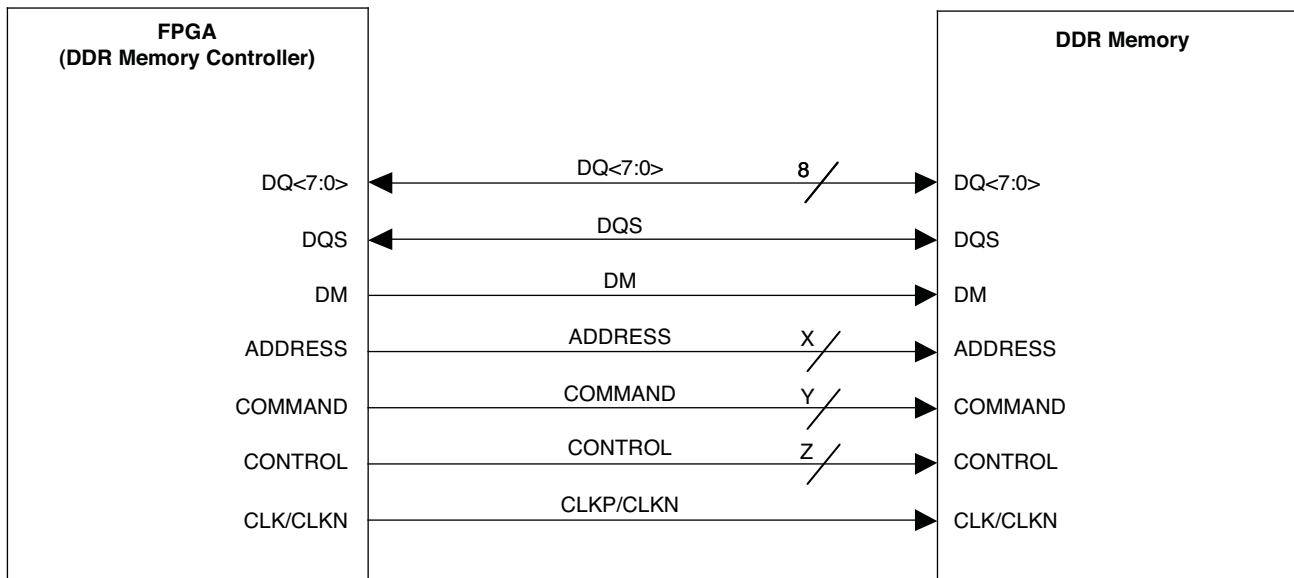 FPGA
(DDR Memory Controller)
DDR Memory
DQ<7:0>
DQ<7:0>
8
DQ<7:0>
DQS
DQS
DQS
DM
DM
DM
ADDRESS
ADDRESS
X
ADDRESS
COMMAND
COMMAND
Y
COMMAND
CONTROL
CONTROL
Z
CONTROL
CLK/CLKN
CLKP/CLKN
CLK/CLKN